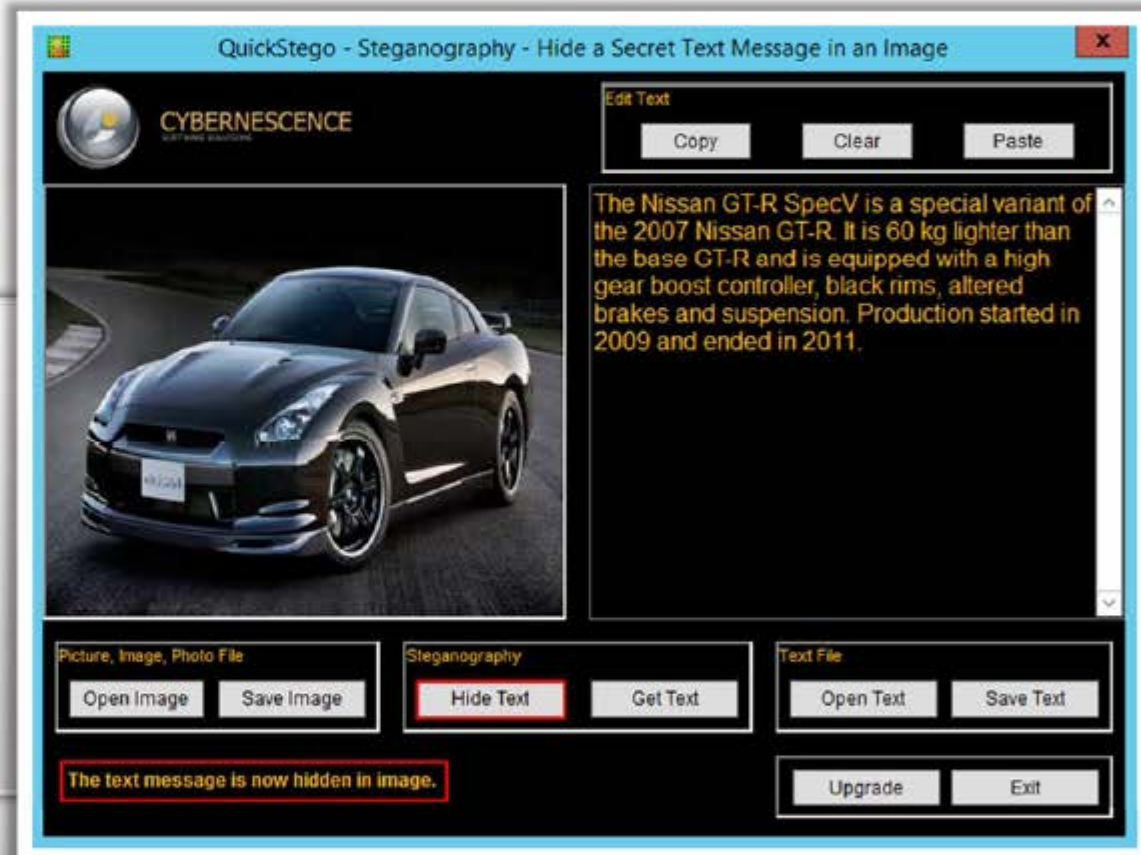 QuickStego - Steganography - Hide a Secret Text Message in an Image
x
CYBERNESCENCE
SOFTWARE SOLUTIONS
Edit Text
Copy Clear Paste
The Nissan GT-R SpecV is a special variant of
the 2007 Nissan GT-R. It is 60 kg lighter than
the base GT-R and is equipped with a high
gear boost controller, black rims, altered
brakes and suspension. Production started in
2009 and ended in 2011.
Picture, Image, Photo File
Open Image Save Image
Steganography
Hide Text Get Text
Text File
Open Text Save Text
The text message is now hidden in image.
Upgrade Exit